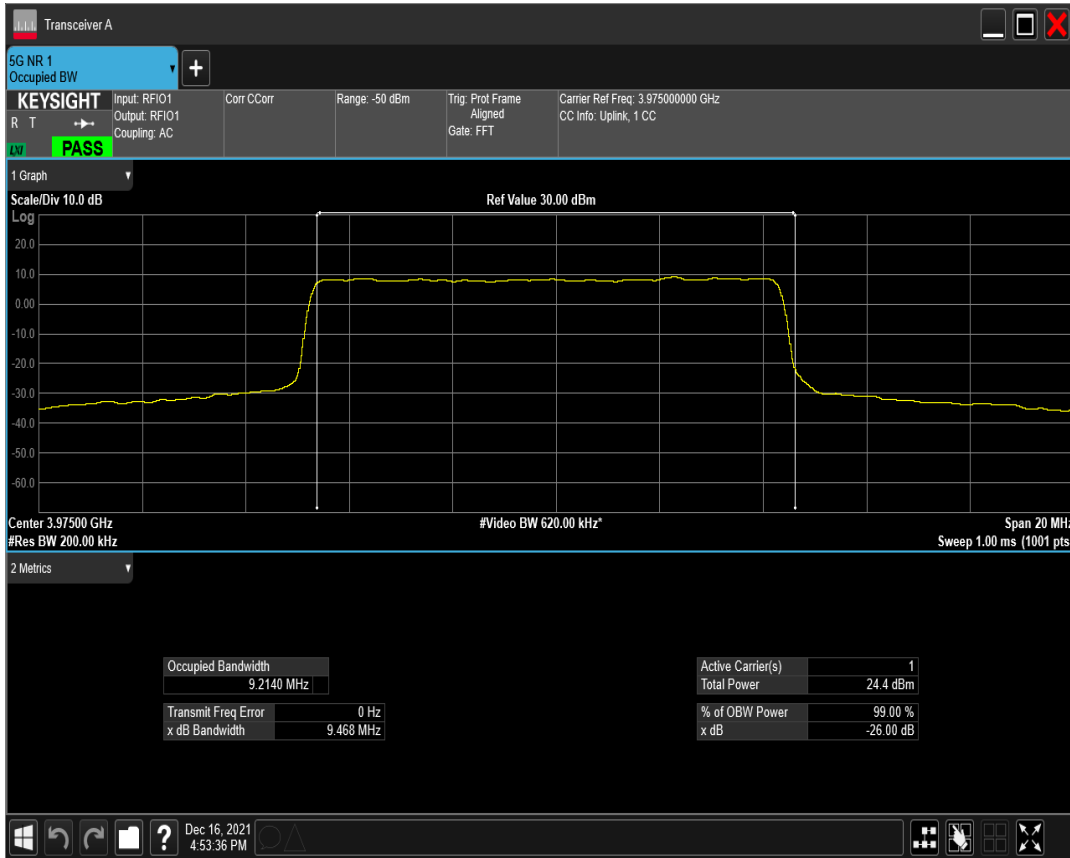 Transceiver A
5G NR 1
Occupied BW
KEYSIGHT
R T
LXI
PASS
Input: RFIO1
Output: RFIO1
Coupling: AC
Corr CCorr
Range: -50 dBm
Trig: Prot Frame
Aligned
Gate: FFT
Carrier Ref Freq: 3.975000000 GHz
CC Info: Uplink, 1 CC
1 Graph
Scale/Div 10.0 dB
Ref Value 30.00 dBm
Log
20.0
10.0
0.00
-10.0
-20.0
-30.0
-40.0
-50.0
-60.0
Center 3.97500 GHz
#Video BW 620.00 kHz*
Span 20 MHz
#Res BW 200.00 kHz
Sweep 1.00 ms (1001 pts
2 Metrics
Occupied Bandwidth
9.2140 MHz
Transmit Freq Error 0 Hz
x dB Bandwidth 9.468 MHz
Active Carrier(s) 1
Total Power 24.4 dBm
% of OBW Power 99.00 %
x dB -26.00 dB
?
Dec 16, 2021
4:53:36 PM